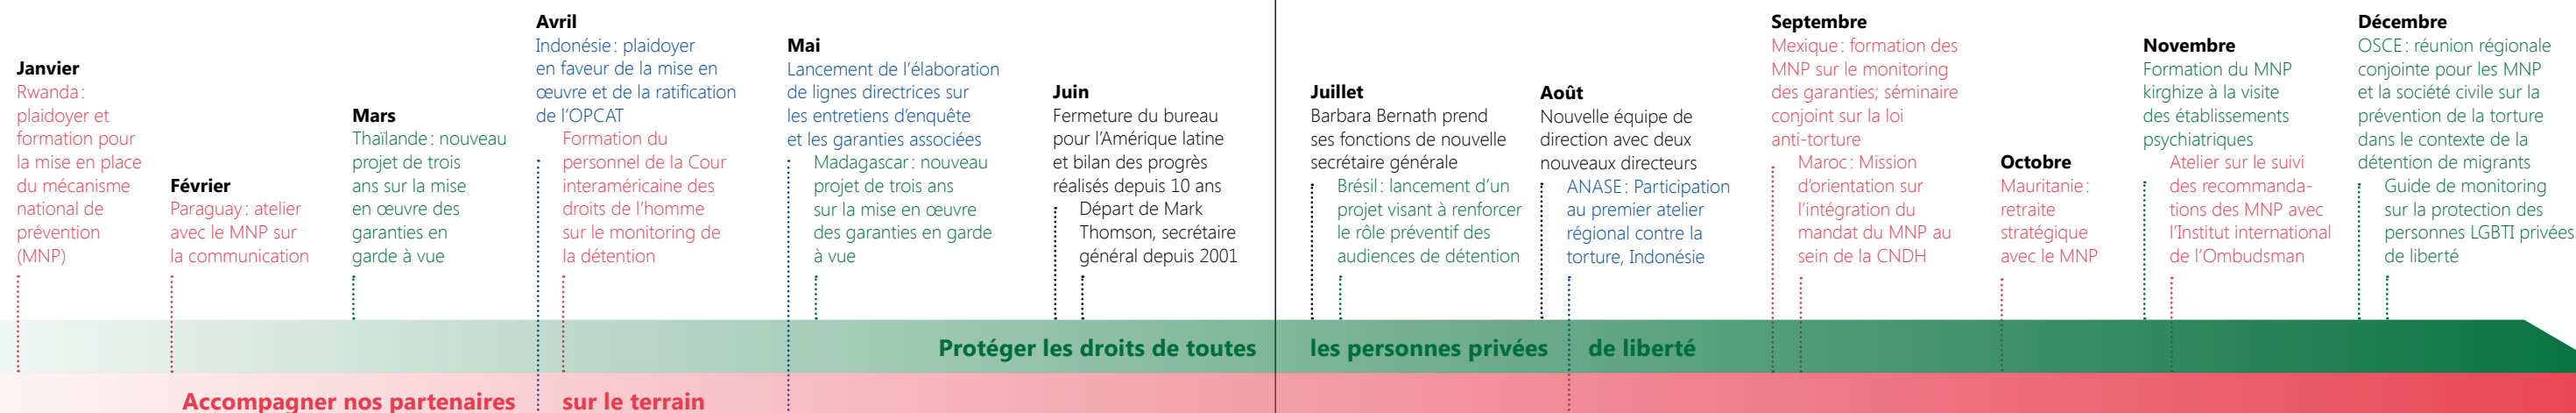 Janvier
Rwanda :
plaidoyer et
formation pour
la mise en place
du mécanisme
national de
prévention
(MNP)
Février
Paraguay : atelier
avec le MNP sur
la communication
Mars
Thaïlande : nouveau
projet de trois
ans sur la mise
en œuvre des
garanties en
garde à vue
Avril
Indonésie : plaidoyer
en faveur de la mise en
œuvre et de la ratification
de l’OPCAT
Formation du
personnel de la Cour
interaméricaine des
droits de l’homme
sur le monitoring de
la détention
Mai
Lancement de l’élaboration
de lignes directrices sur
les entretiens d’enquête
et les garanties associées
Madagascar : nouveau
projet de trois ans
sur la mise en œuvre
des garanties en garde
à vue
Juin
Fermeture du bureau
pour l’Amérique latine
et bilan des progrès
réalisés depuis 10 ans
Départ de Mark
Thomson, secrétaire
général depuis 2001
Juillet
Barbara Bernath prend
ses fonctions de nouvelle
secrétaire générale
Brésil : lancement d’un
projet visant à renforcer
le rôle préventif des
audiences de détention
Août
Nouvelle équipe de
direction avec deux
nouveaux directeurs
ANASE : Participation
au premier atelier
régional contre la
torture, Indonésie
Septembre
Mexique : formation des
MNP sur le monitoring
des garanties; séminaire
conjoint sur la loi
anti-torture
Maroc : Mission
d’orientation sur
l’intégration du
mandat du MNP au
sein de la CNDH
Octobre
Mauritanie :
retraite
stratégique
avec le MNP
Novembre
Formation du MNP
kirghize à la visite
des établissements
psychiatriques
Atelier sur le suivi
des recommanda-
tions des MNP avec
l’Institut international
de l’Ombudsman
Décembre
OSCE : réunion régionale
conjointe pour les MNP
et la société civile sur la
prévention de la torture
dans le contexte de la
détention de migrants
Guide de monitoring
sur la protection des
personnes LGBTI privées
de liberté
Protéger les droits de toutes les personnes privées de liberté
Accompagner nos partenaires sur le terrain